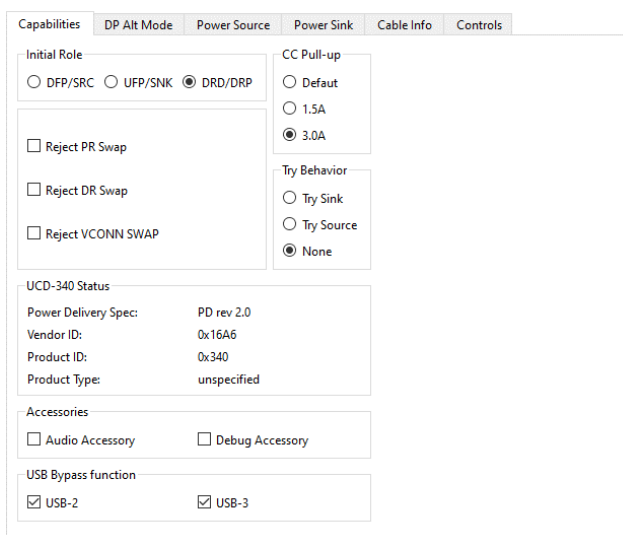 Capabilities DP Alt Mode Power Source Power Sink Cable Info Controls
Initial Role
DFP/SRC UFP/SNK DRD/DRP
CC Pull-up
Defaut
1.5A
3.0A
Reject PR Swap
Reject DR Swap
Reject VCONN SWAP
Try Behavior
Try Sink
Try Source
None
UCD-340 Status
Power Delivery Spec: PD rev 2.0
Vendor ID: 0x16A6
Product ID: 0x340
Product Type: unspecified
Accessories
Audio Accessory Debug Accessory
USB Bypass function
USB-2 USB-3